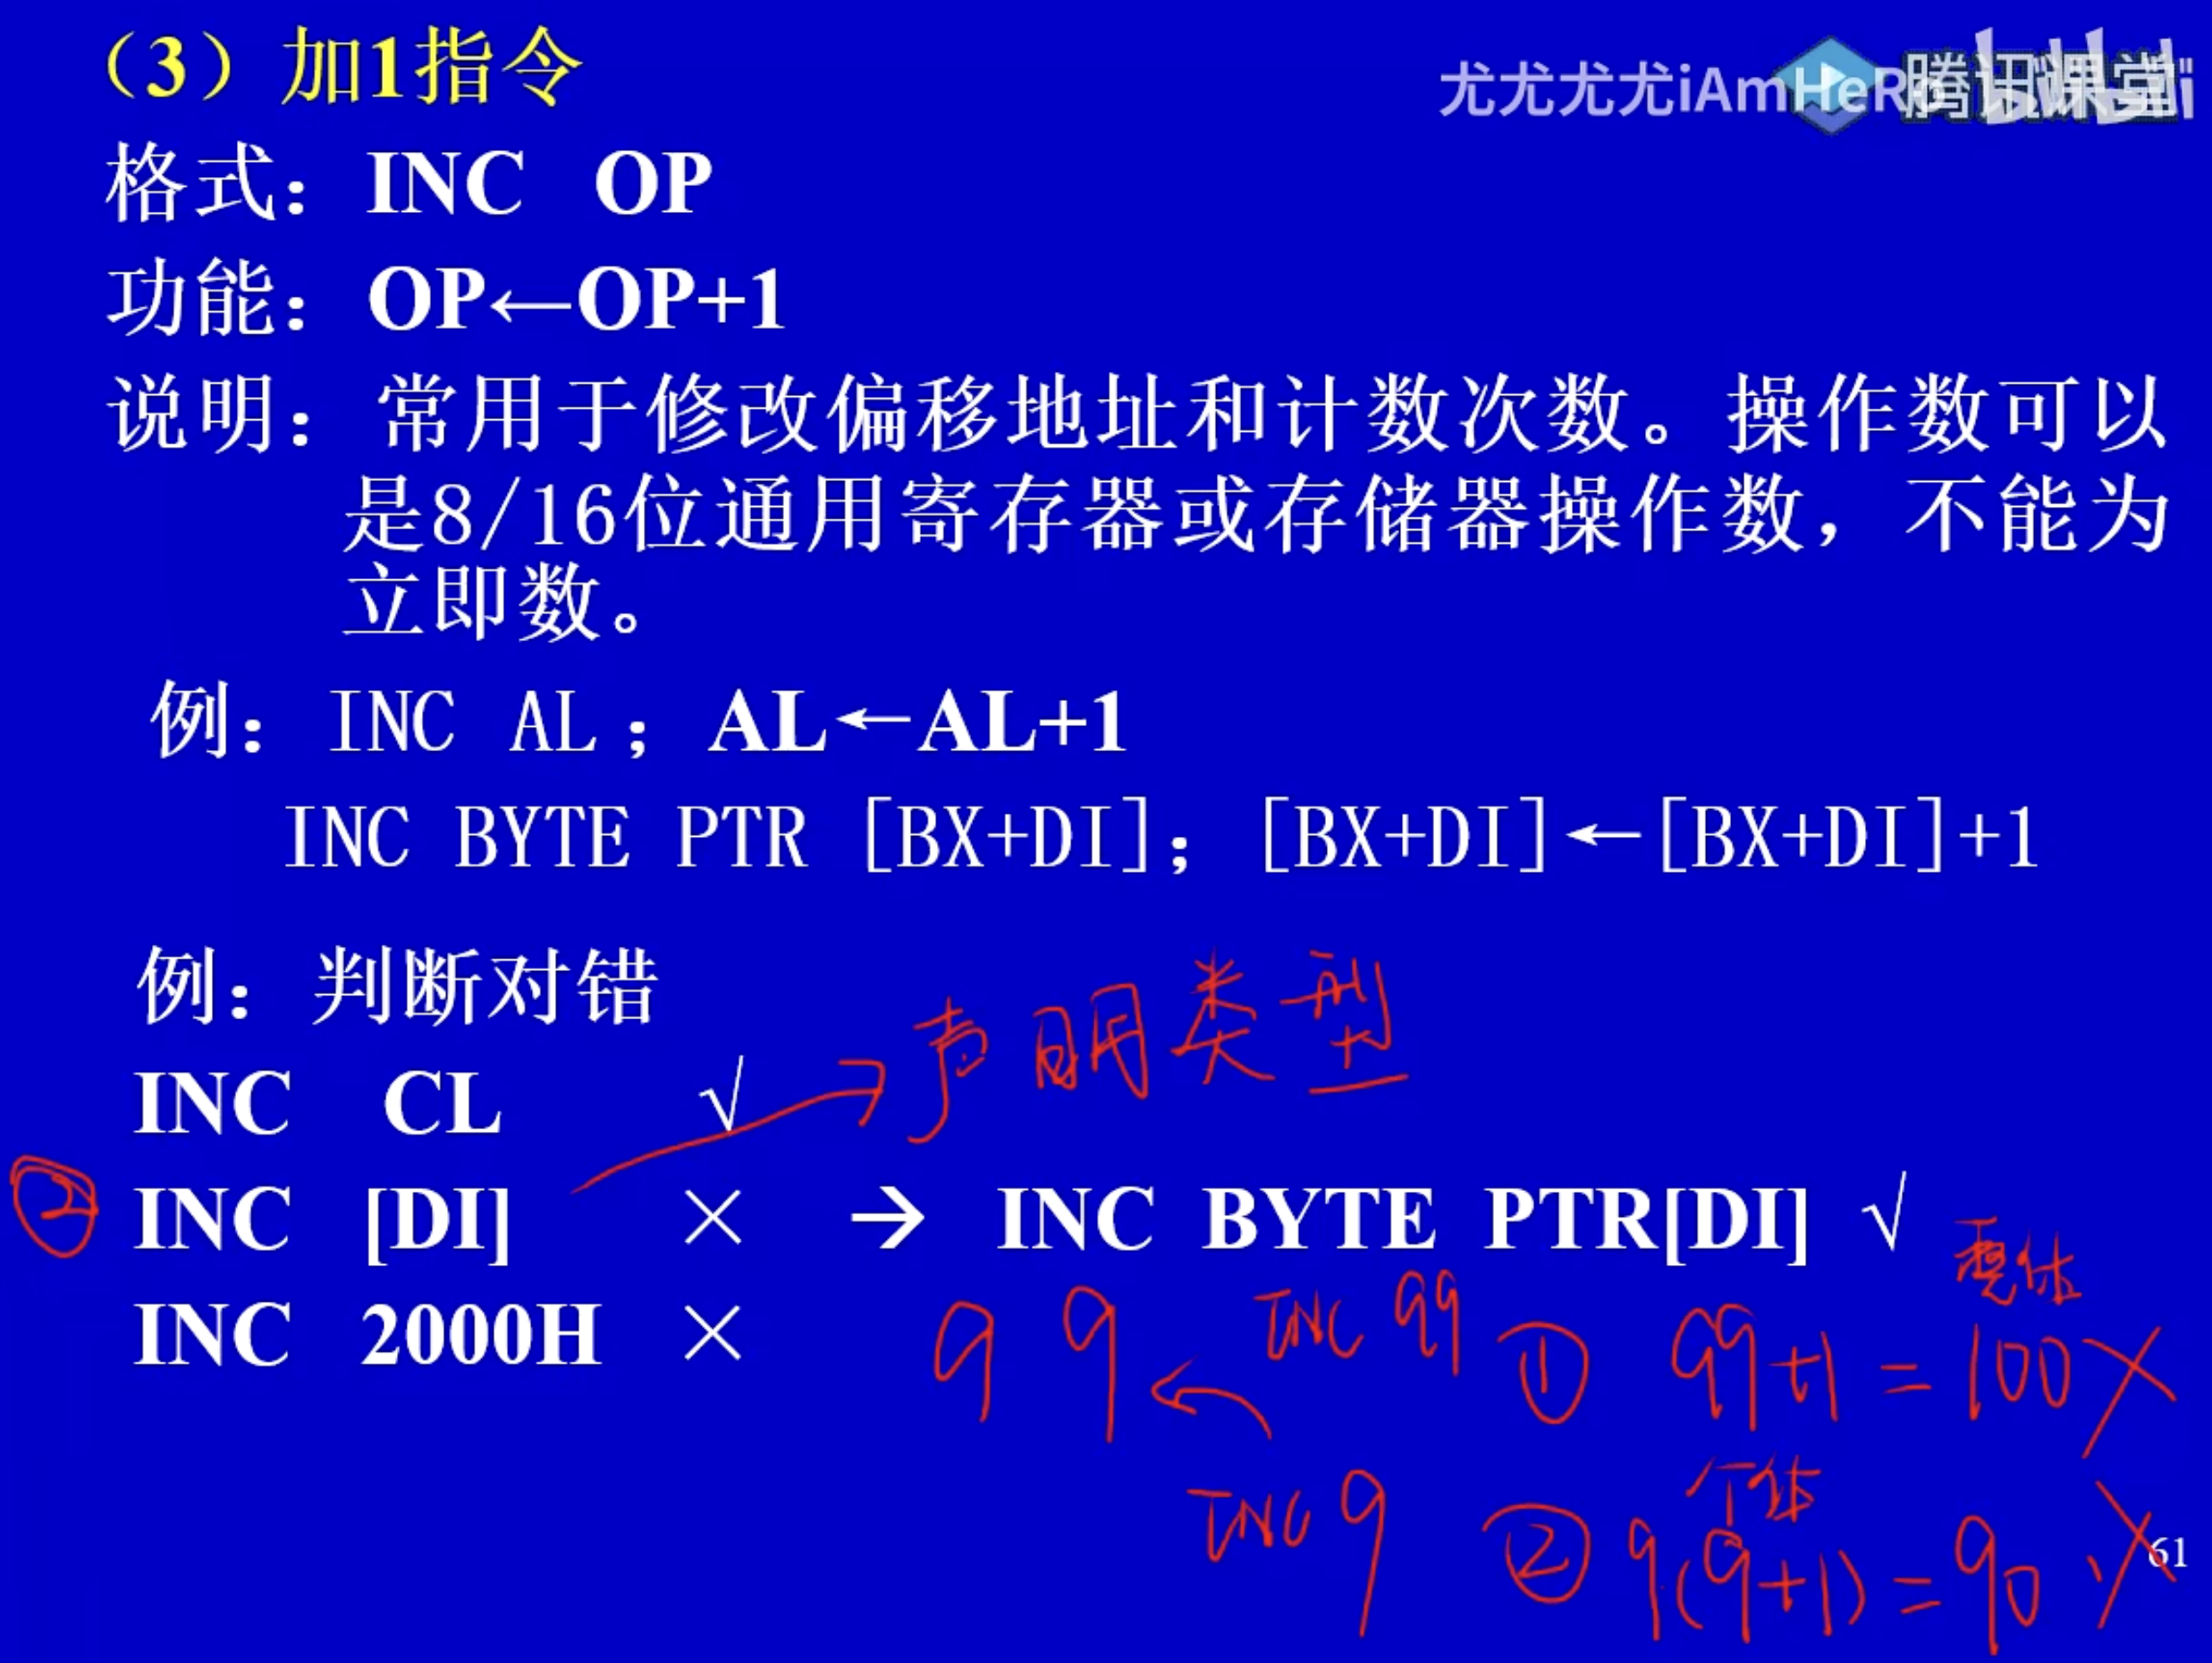 （3）加1指令
尤尤尤尤iAmHeRo 腾讯课堂
格式：INC OP
功能：OP←OP+1
说明：常用于修改偏移地址和计数次数。操作数可以
是8/16位通用寄存器或存储器操作数，不能为
立即数。
例：INC AL；AL←AL+1
INC BYTE PTR [BX+DI]；[BX+DI]←[BX+DI]+1
例：判断对错
声明类型
INC CL √
② INC [DI] × → INC BYTE PTR[DI] √
INC 2000H ×
整体
9 9 INC 99 ① 99+1=100 ×
个体
INC 9 ② 9(9+1)=90 ×
61